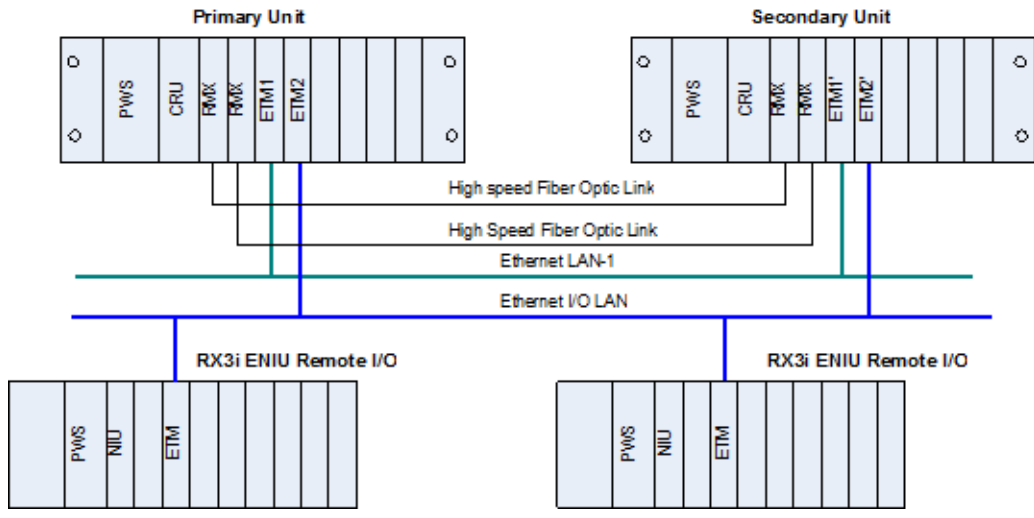 Primary Unit
Secondary Unit
PWS
CRU
RMX
RMX
ETM1
ETM2
PWS
CRU
RMX
RMX
ETM1'
ETM2'
High speed Fiber Optic Link
High Speed Fiber Optic Link
Ethernet LAN-1
Ethernet I/O LAN
RX3i ENIU Remote I/O
RX3i ENIU Remote I/O
PWS
NIU
ETM
PWS
NIU
ETM